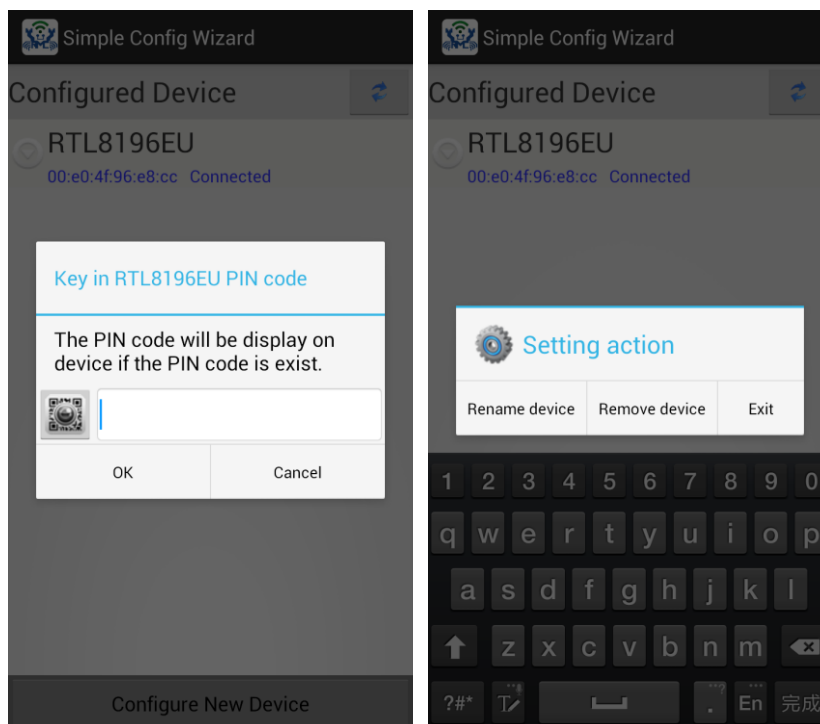 Simple Config Wizard
Configured Device
RTL8196EU
00:e0:4f:96:e8:cc Connected
Key in RTL8196EU PIN code
The PIN code will be display on
device if the PIN code is exist.
OK Cancel
Configure New Device
Simple Config Wizard
Configured Device
RTL8196EU
00:e0:4f:96:e8:cc Connected
Setting action
Rename device Remove device Exit
1 2 3 4 5 6 7 8 9 0
q w e r t y u i o p
a s d f g h j k l
z x c v b n m
?#* T . En 完成